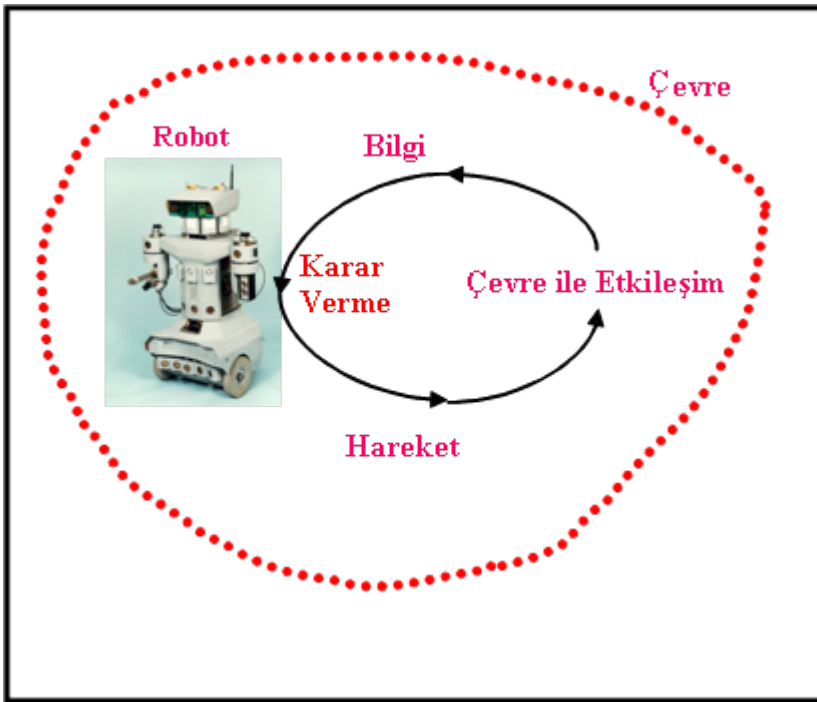 Çevre
Robot
Bilgi
Karar
Verme
Çevre ile Etkileşim
Hareket